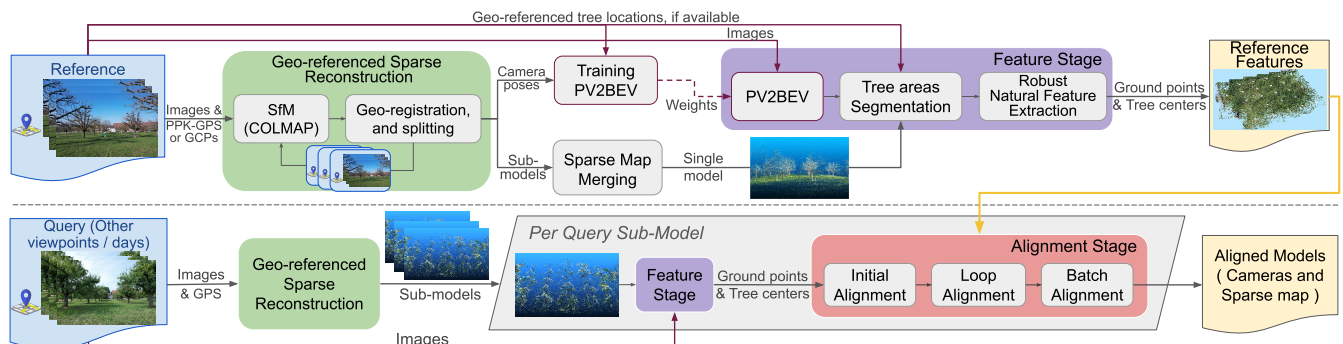 Geo-referenced tree locations, if available
Images
Reference
Images &
PPK-GPS
or GCPs
Geo-referenced Sparse
Reconstruction
SfM
(COLMAP)
Geo-registration,
and splitting
Camera
poses
Training
PV2BEV
Weights
Sub-
models
Sparse Map
Merging
Single
model
Feature Stage
PV2BEV
Tree areas
Segmentation
Robust
Natural Feature
Extraction
Ground points
& Tree centers
Reference
Features
Query (Other
viewpoints / days)
Images
& GPS
Geo-referenced
Sparse
Reconstruction
Sub-models
Images
Per Query Sub-Model
Feature
Stage
Ground points
& Tree centers
Alignment Stage
Initial
Alignment
Loop
Alignment
Batch
Alignment
Aligned Models
( Cameras and
Sparse map )